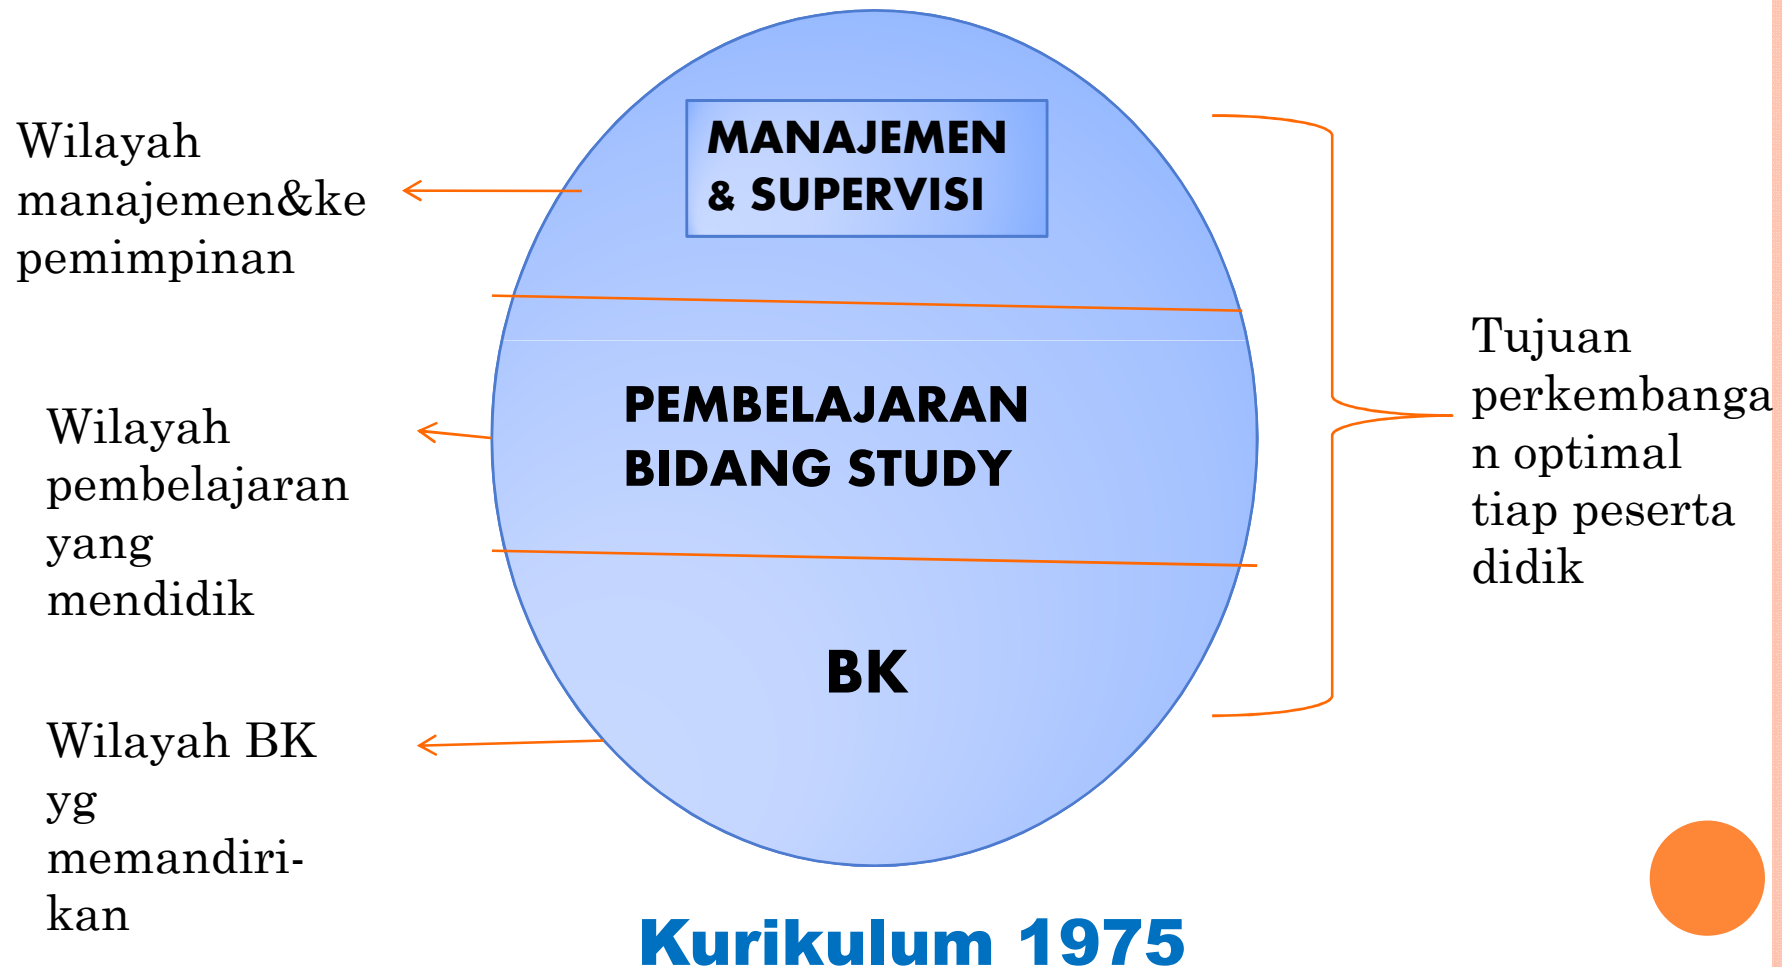 Wilayah
manajemen&ke
pemimpinan
MANAJEMEN
& SUPERVISI
Wilayah
pembelajaran
yang
mendidik
PEMBELAJARAN
BIDANG STUDY
Tujuan
perkembanga
n optimal
tiap peserta
didik
Wilayah BK
yg
memandiri-
kan
BK
Kurikulum 1975